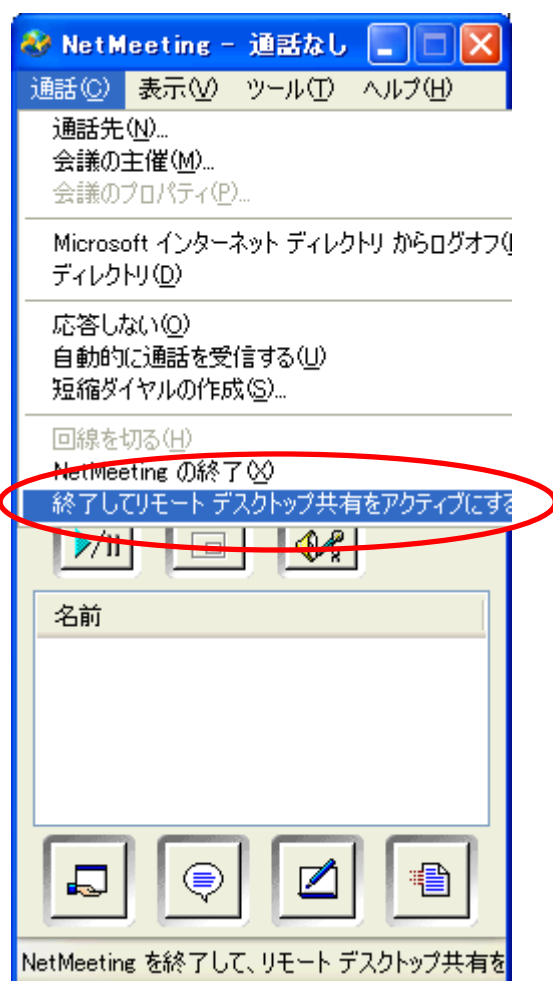 NetMeeting - 通話なし
通話(C) 表示(V) ツール(T) ヘルプ(H)
通話先(N)...
会議の主催(M)...
会議のプロパティ(P)...
Microsoft インターネット ディレクトリ からログオフ(
ディレクトリ(D)
応答しない(O)
自動的に通話を受信する(U)
短縮ダイヤルの作成(S)...
回線を切る(H)
NetMeeting の終了(X)
終了してリモート デスクトップ共有をアクティブにする
名前
NetMeeting を終了して、リモート デスクトップ共有を